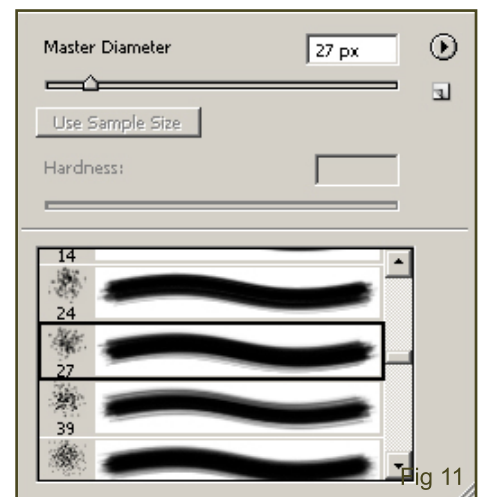 Master Diameter 27 px
Use Sample Size
Hardness:
14
24
27
39
Fig 11